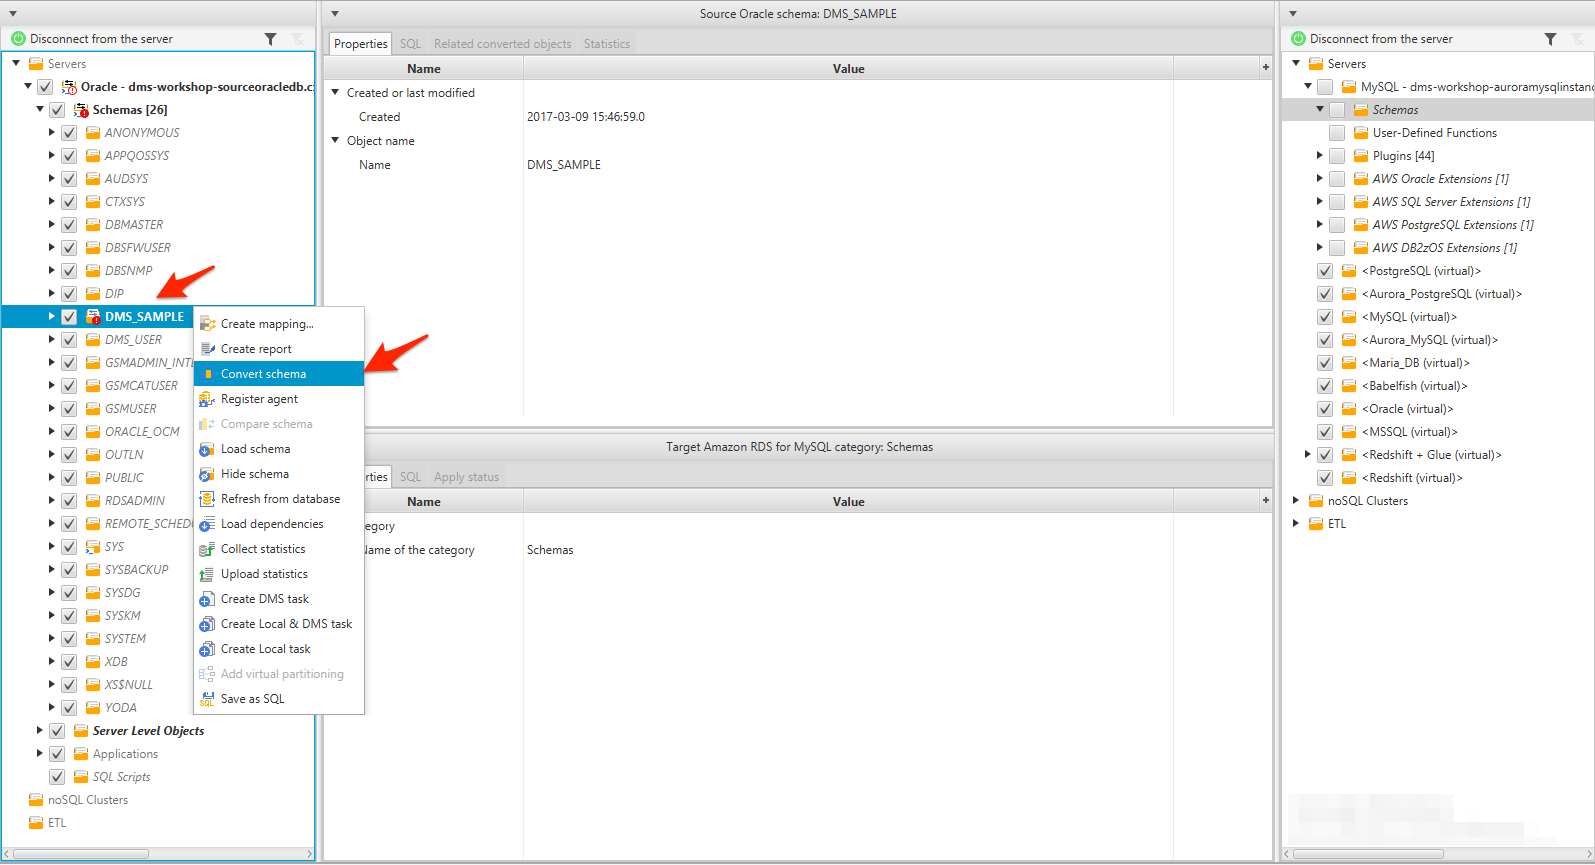 Disconnect from the server
Servers
Oracle - dms-workshop-sourceoracledb.c
Schemas [26]
ANONYMOUS
APPQOSSYS
AUDSYS
CTXSYS
DBMASTER
DBSFWUSER
DBSNMP
DIP
DMS_SAMPLE
DMS_USER
GSMADMIN_INT
GSMCATUSER
GSMUSER
ORACLE_OCM
OUTLN
PUBLIC
RDSADMIN
REMOTE_SCHED
SYS
SYSBACKUP
SYSDG
SYSKM
SYSTEM
XDB
XS$NULL
YODA
Server Level Objects
Applications
SQL Scripts
noSQL Clusters
ETL
Create mapping...
Create report
Convert schema
Register agent
Compare schema
Load schema
Hide schema
Refresh from database
Load dependencies
Collect statistics
Upload statistics
Create DMS task
Create Local & DMS task
Create Local task
Add virtual partitioning
Save as SQL
Source Oracle schema: DMS_SAMPLE
Properties SQL Related converted objects Statistics
Name Value +
Created or last modified
Created 2017-03-09 15:46:59.0
Object name
Name DMS_SAMPLE
Target Amazon RDS for MySQL category: Schemas
rties SQL Apply status
Name Value +
egory
Name of the category Schemas
Disconnect from the server
Servers
MySQL - dms-workshop-auroramysqlinstanc
Schemas
User-Defined Functions
Plugins [44]
AWS Oracle Extensions [1]
AWS SQL Server Extensions [1]
AWS PostgreSQL Extensions [1]
AWS DB2zOS Extensions [1]
<PostgreSQL (virtual)>
<Aurora_PostgreSQL (virtual)>
<MySQL (virtual)>
<Aurora_MySQL (virtual)>
<Maria_DB (virtual)>
<Babelfish (virtual)>
<Oracle (virtual)>
<MSSQL (virtual)>
<Redshift + Glue (virtual)>
<Redshift (virtual)>
noSQL Clusters
ETL